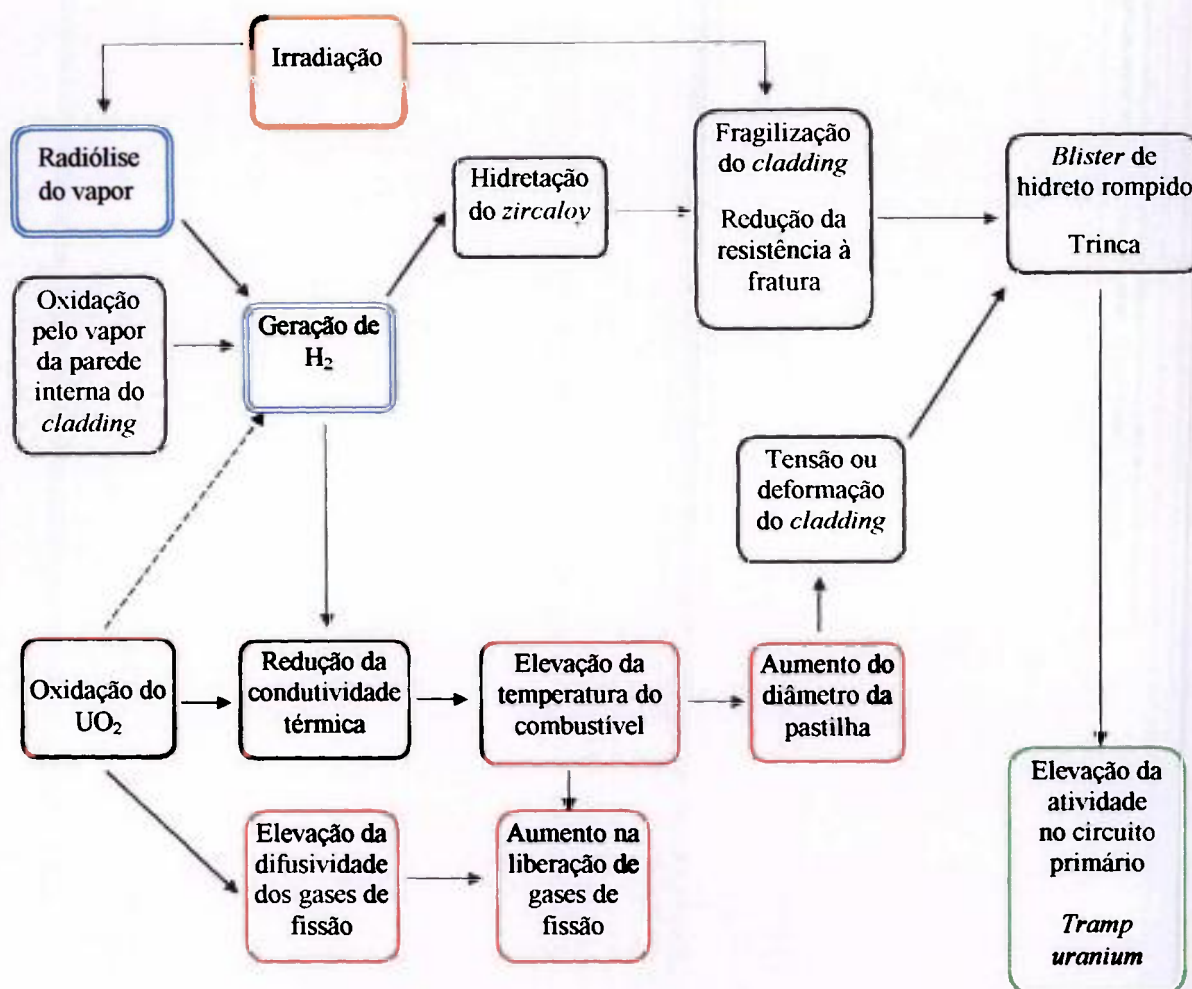 Irradiação
Radiólise
do vapor
Fragilização
do cladding
Redução da
resistência à
fratura
Blister de
hidreto rompido
Trinca
Hidretação
do zircaloy
Oxidação
pelo vapor
da parede
interna do
cladding
Geração de
H₂
Tensão ou
deformação
do cladding
Oxidação do
UO₂
Redução da
condutividade
térmica
Elevação da
temperatura do
combustível
Aumento do
diâmetro da
pastilha
Elevação da
difusividade
dos gases de
fissão
Aumento na
liberação de
gases de
fissão
Elevação da
atividade
no circuito
primário
Tramp
uranium